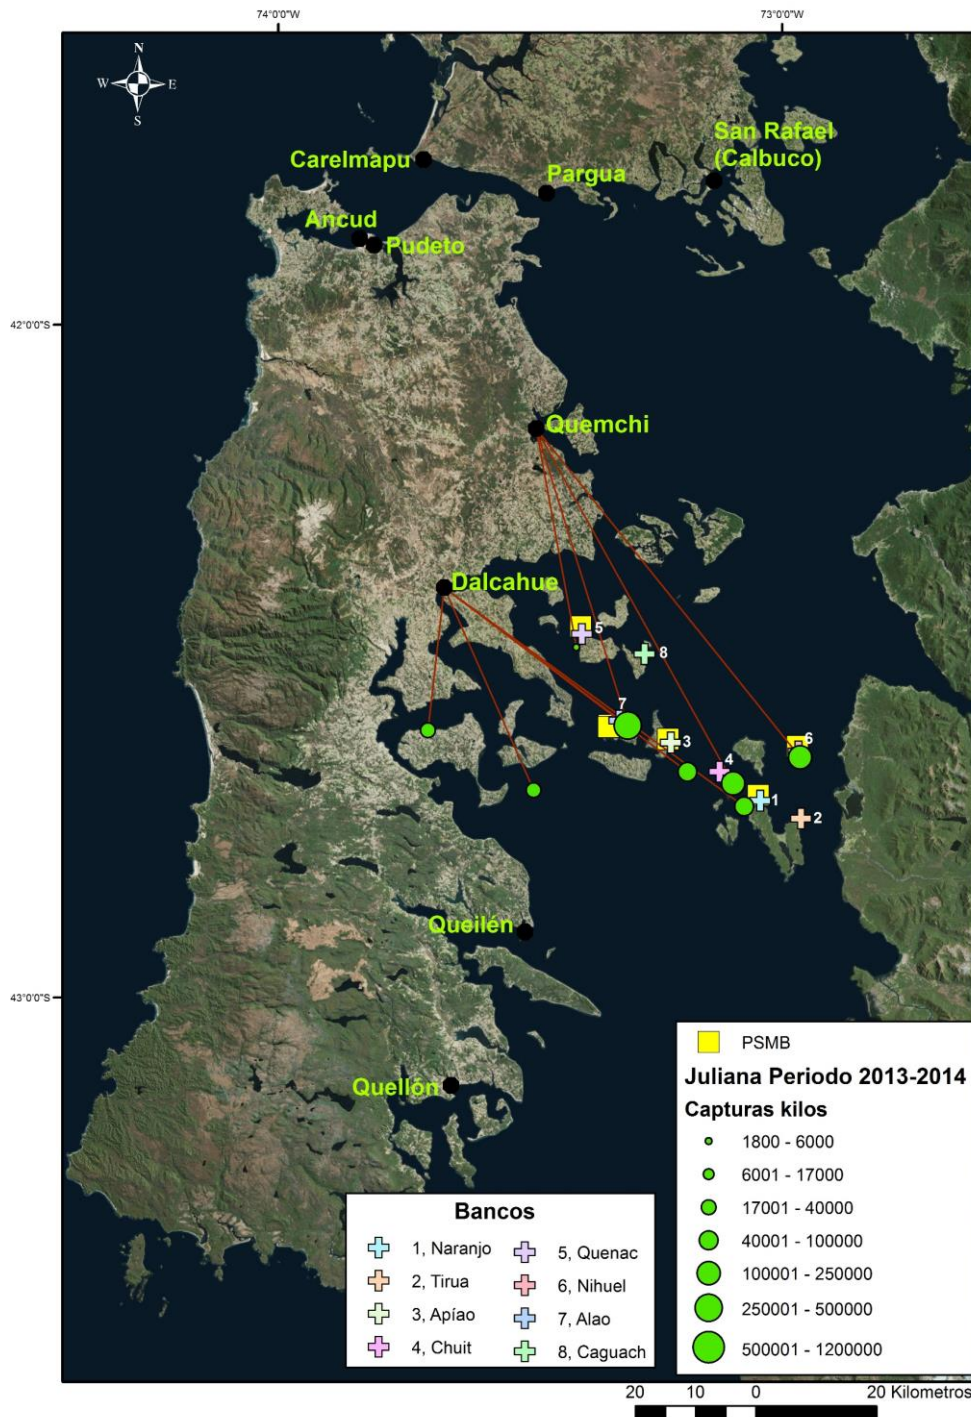 74°0'0"W
73°0'0"W
N
W
E
S
San Rafael
(Calbuco)
Carelmapu
Pargua
Ancud
Pudeto
42°0'0"S
Quemchi
Dalcahue
5
8
7
3
6
4
1
2
Queilén
43°0'0"S
Quellón
PSMB
Juliana Periodo 2013-2014
Capturas kilos
1800 - 6000
6001 - 17000
17001 - 40000
40001 - 100000
100001 - 250000
250001 - 500000
500001 - 1200000
Bancos
1, Naranjo
2, Tirua
3, Apíao
4, Chuit
5, Quenac
6, Nihuel
7, Alao
8, Caguach
20 10 0 20 Kilometros